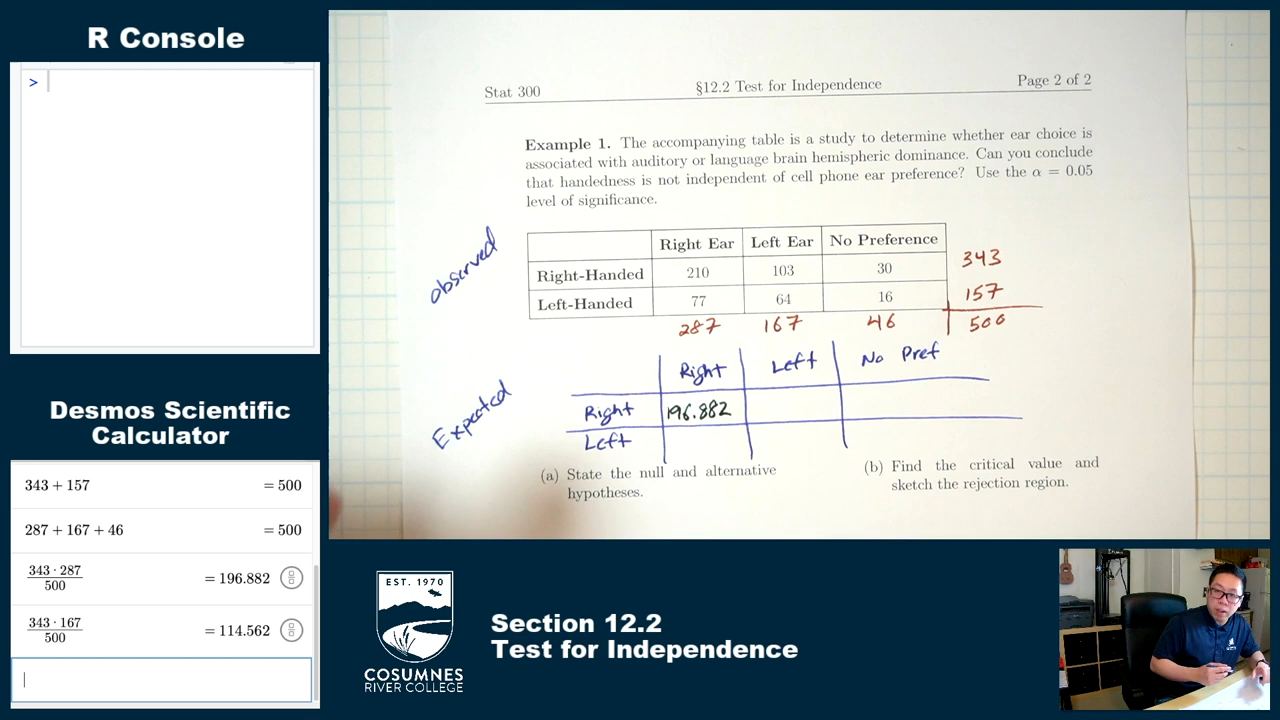 R Console
>
Desmos Scientific
Calculator
343 + 157 = 500
287 + 167 + 46 = 500
343 · 287
500
= 196.882
343 · 167
500
= 114.562
Stat 300 §12.2 Test for Independence Page 2 of 2
Example 1. The accompanying table is a study to determine whether ear choice is
associated with auditory or language brain hemispheric dominance. Can you conclude
that handedness is not independent of cell phone ear preference? Use the α = 0.05
level of significance.
observed
Right Ear Left Ear No Preference
Right-Handed 210 103 30 343
Left-Handed 77 64 16 157
287 167 46 500
Expected
Right Left No Pref
Right 196.882
Left
(a) State the null and alternative
hypotheses.
(b) Find the critical value and
sketch the rejection region.
EST. 1970
COSUMNES
RIVER COLLEGE
Section 12.2
Test for Independence